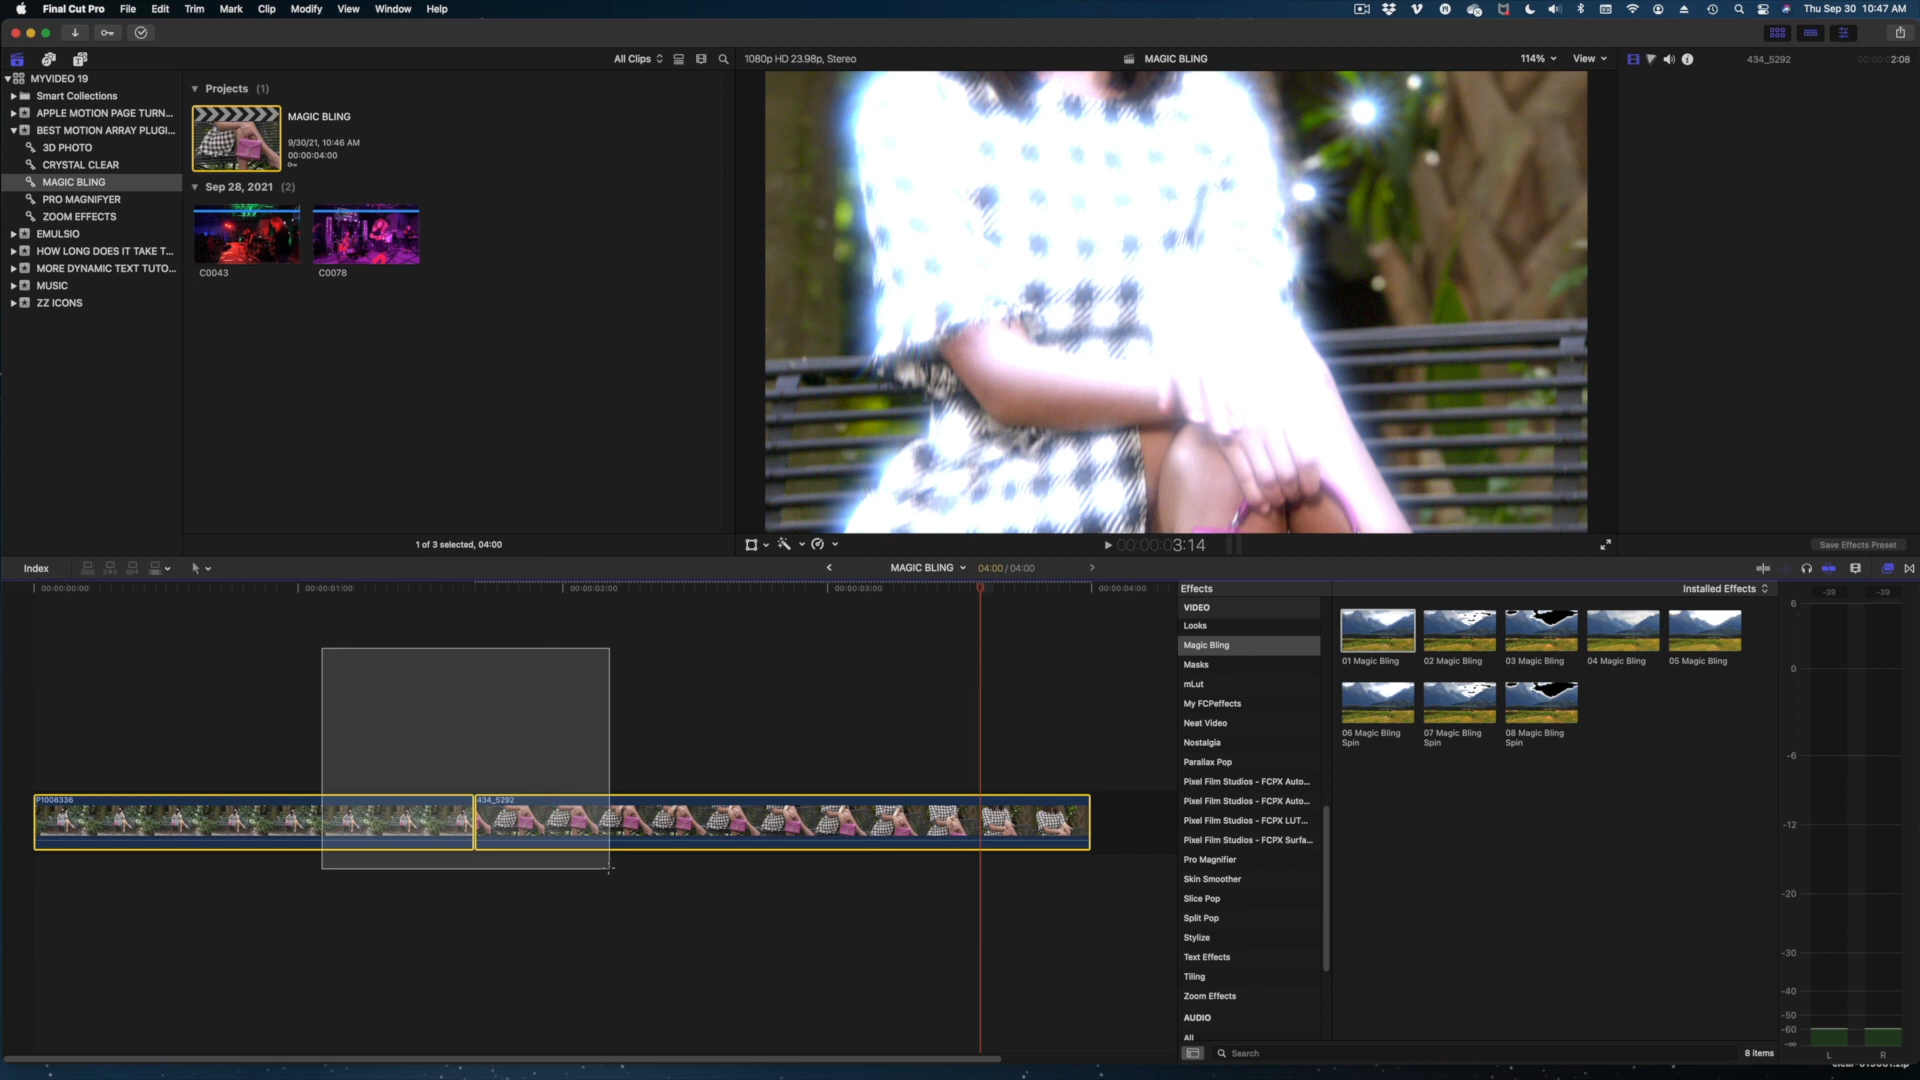 Final Cut Pro File Edit Trim Mark Clip Modify View Window Help
Thu Sep 30 10:47 AM
All Clips
1080p HD 23.98p, Stereo
MAGIC BLING
114%
View
434_5292
2:08
MYVIDEO 19
Smart Collections
APPLE MOTION PAGE TURN...
BEST MOTION ARRAY PLUGI...
3D PHOTO
CRYSTAL CLEAR
MAGIC BLING
PRO MAGNIFYER
ZOOM EFFECTS
EMULSIO
HOW LONG DOES IT TAKE T...
MORE DYNAMIC TEXT TUTO...
MUSIC
ZZ ICONS
Projects (1)
MAGIC BLING
9/30/21, 10:46 AM
00:00:04:00
Sep 28, 2021 (2)
C0043
C0078
1 of 3 selected, 04:00
00:00:03:14
Save Effects Preset
Index
MAGIC BLING
04:00 / 04:00
00:00:00:00
00:00:01:00
00:00:02:00
00:00:03:00
00:00:04:00
P1008336
434_5292
Effects
Installed Effects
VIDEO
Looks
Magic Bling
Masks
mLut
My FCPeffects
Neat Video
Nostalgia
Parallax Pop
Pixel Film Studios - FCPX Auto...
Pixel Film Studios - FCPX Auto...
Pixel Film Studios - FCPX LUT...
Pixel Film Studios - FCPX Surfa...
Pro Magnifier
Skin Smoother
Slice Pop
Split Pop
Stylize
Text Effects
Tiling
Zoom Effects
AUDIO
All
01 Magic Bling
02 Magic Bling
03 Magic Bling
04 Magic Bling
05 Magic Bling
06 Magic Bling Spin
07 Magic Bling Spin
08 Magic Bling Spin
Search
8 items
-39
-39
6
0
-6
-12
-20
-30
-40
-50
-60
-∞
L
R